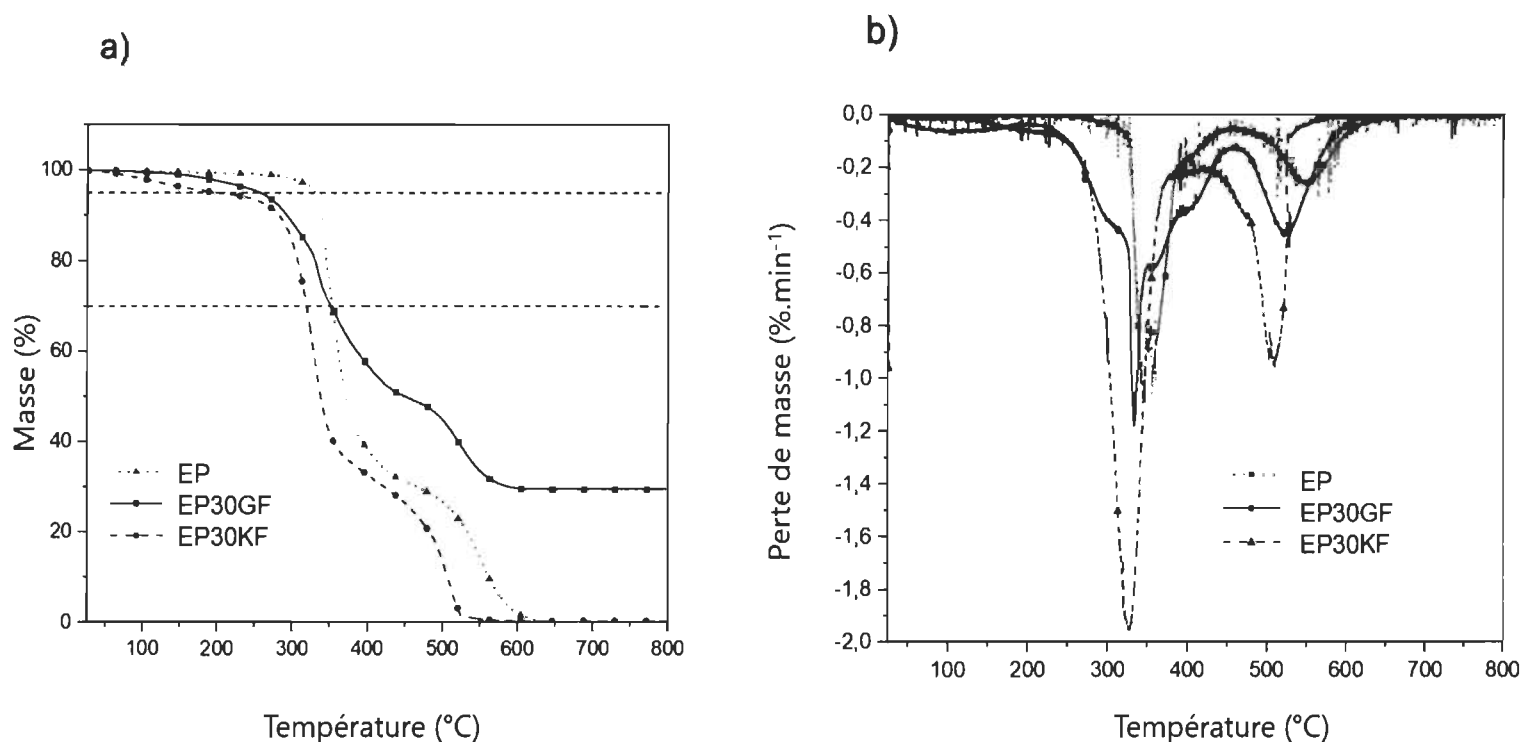 a)
Masse (%)
100
80
60
40
20
0
EP
EP30GF
EP30KF
100
200
300
400
500
600
700
800
Température (°C)
b)
Perte de masse (%.min⁻¹)
0,0
-0,2
-0,4
-0,6
-0,8
-1,0
-1,2
-1,4
-1,6
-1,8
-2,0
EP
EP30GF
EP30KF
100
200
300
400
500
600
700
800
Température (°C)